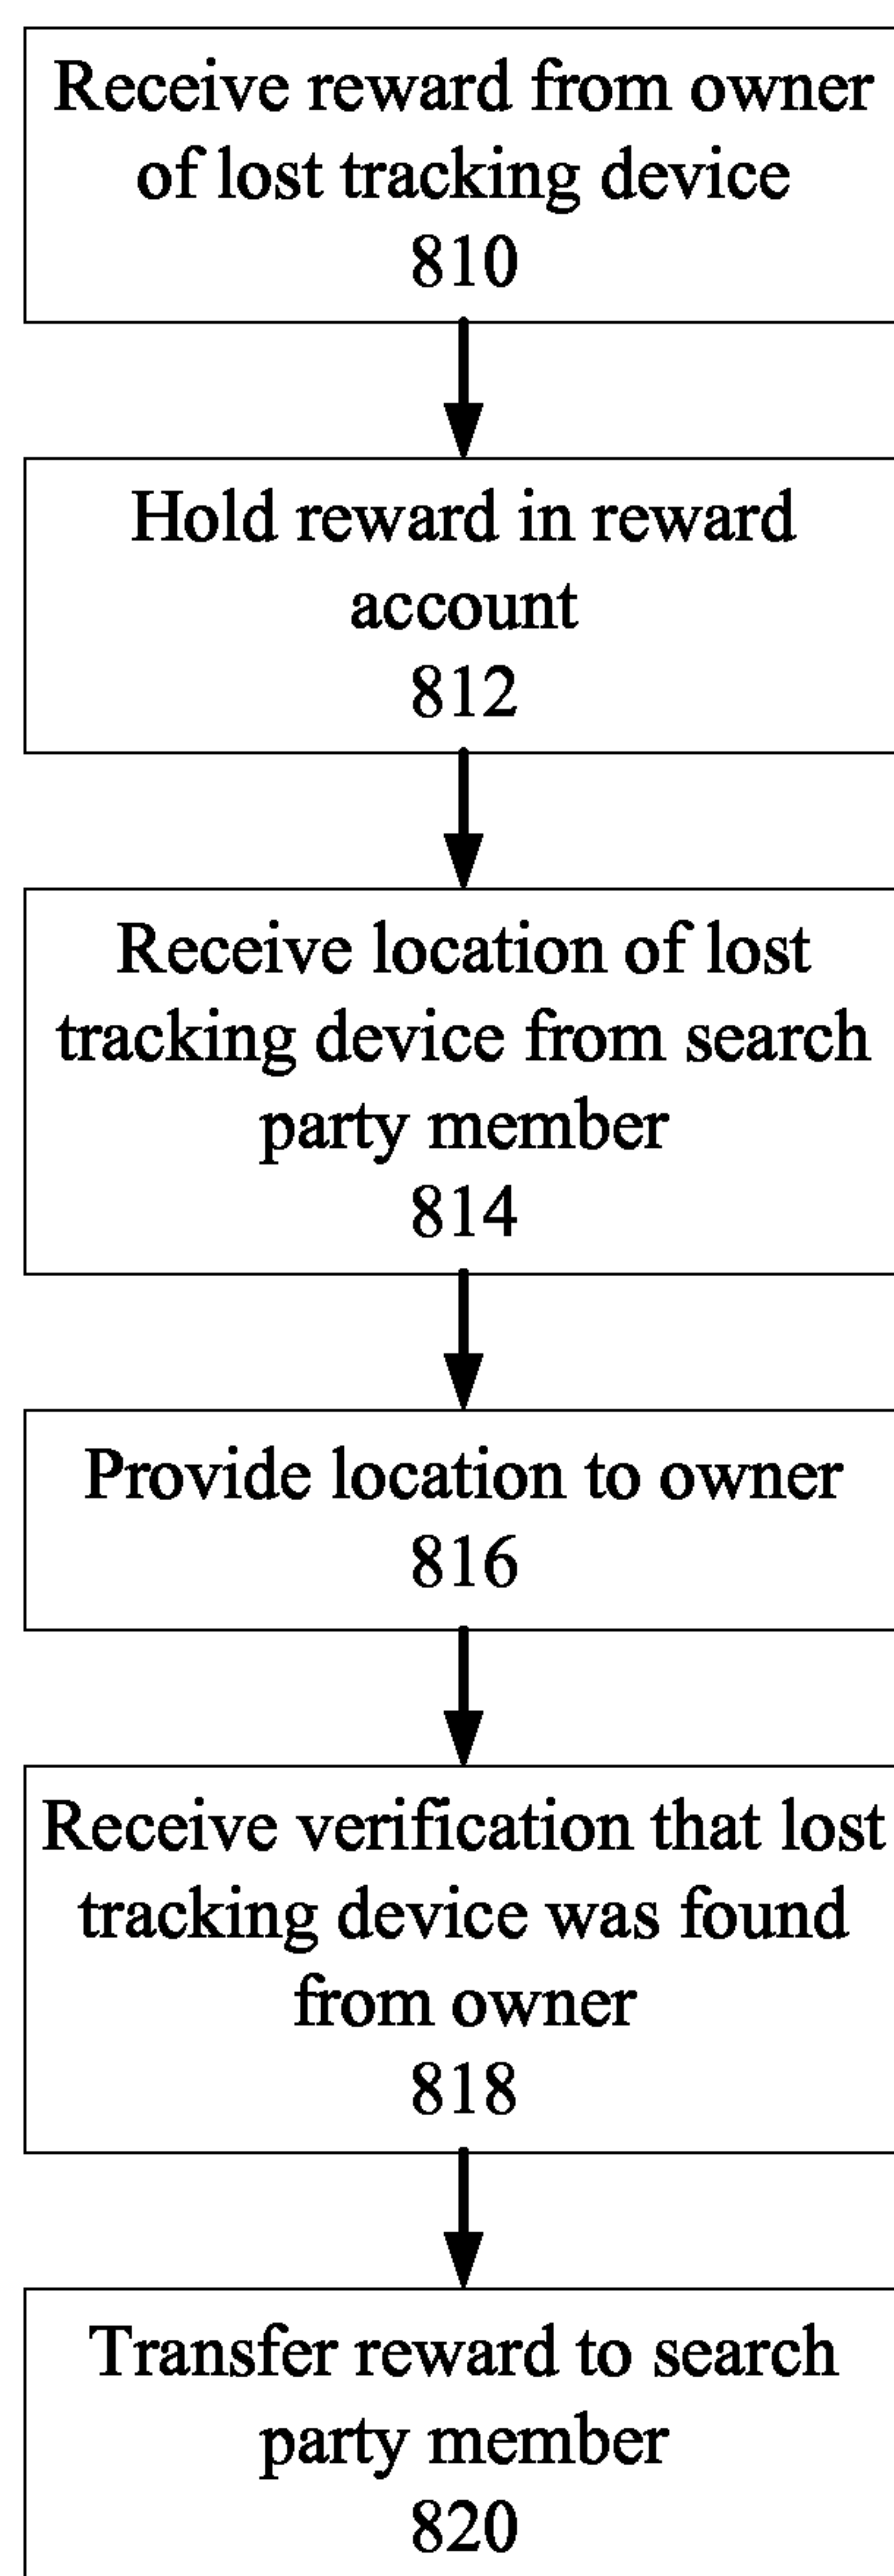 Receive reward from owner
of lost tracking device
810
Hold reward in reward
account
812
Receive location of lost
tracking device from search
party member
814
Provide location to owner
816
Receive verification that lost
tracking device was found
from owner
818
Transfer reward to search
party member
820